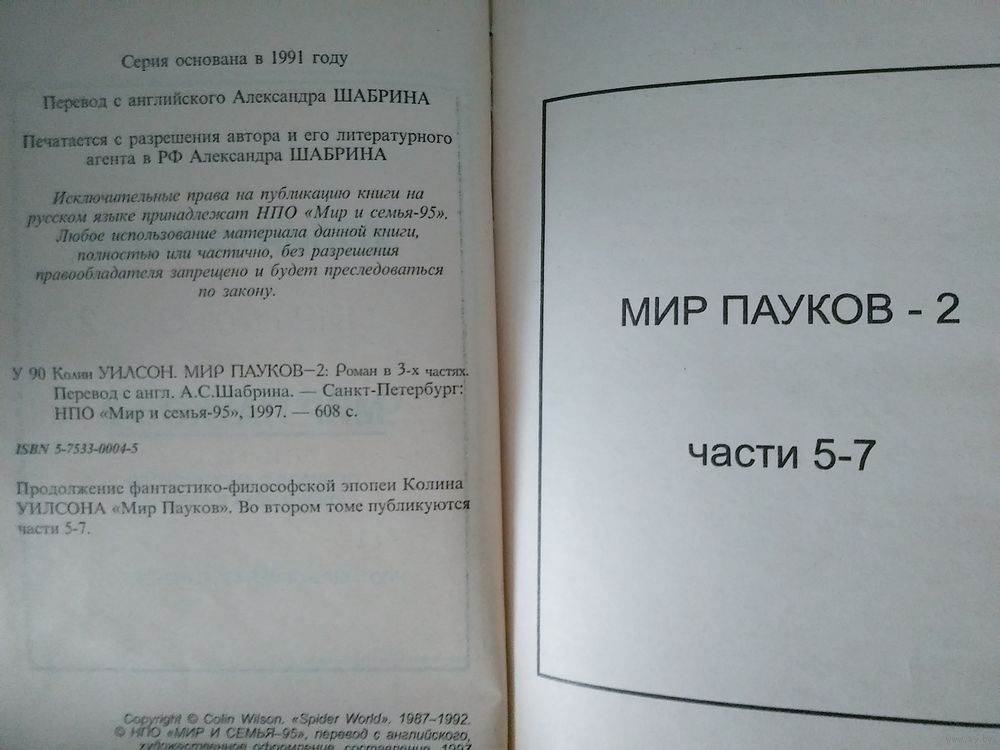 Серия основана в 1991 году
Перевод с английского Александра ШАБРИНА
Печатается с разрешения автора и его литературного
агента в РФ Александра ШАБРИНА
Исключительные права на публикацию книги на
русском языке принадлежат НПО «Мир и семья-95».
Любое использование материала данной книги,
полностью или частично, без разрешения
правообладателя запрещено и будет преследоваться
по закону.
У 90 Колин УИЛСОН. МИР ПАУКОВ–2: Роман в 3-х частях.
Перевод с англ. А.С.Шабрина. — Санкт-Петербург:
НПО «Мир и семья-95», 1997. — 608 с.
ISBN 5-7533-0004-5
Продолжение фантастико-философской эпопеи Колина
УИЛСОНА «Мир Пауков». Во втором томе публикуются
части 5-7.
Copyright © Colin Wilson. «Spider World». 1987–1992.
© НПО «МИР И СЕМЬЯ–95», перевод с английского,
художественное оформление, составление, 1997
МИР ПАУКОВ - 2
части 5-7